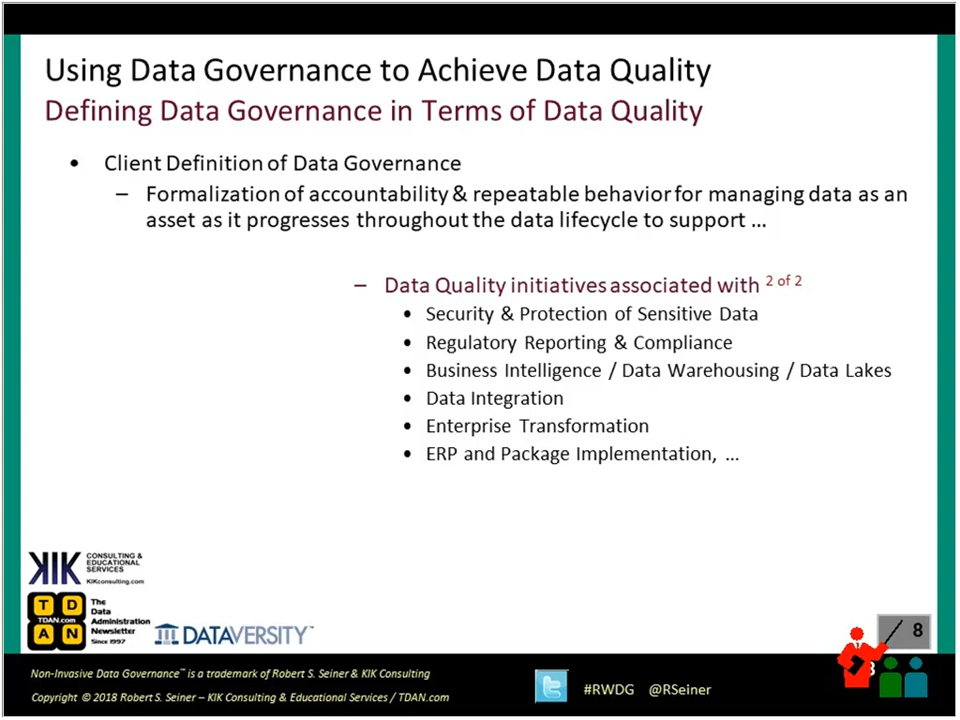 Using Data Governance to Achieve Data Quality
Defining Data Governance in Terms of Data Quality
• Client Definition of Data Governance
– Formalization of accountability & repeatable behavior for managing data as an
asset as it progresses throughout the data lifecycle to support ...
– Data Quality initiatives associated with 2 of 2
• Security & Protection of Sensitive Data
• Regulatory Reporting & Compliance
• Business Intelligence / Data Warehousing / Data Lakes
• Data Integration
• Enterprise Transformation
• ERP and Package Implementation, ...
KIK
CONSULTING &
EDUCATIONAL
SERVICES
KIKconsulting.com
T D
TDAN.com
A N
The
Data
Administration
Newsletter
Since 1997
DATAVERSITY™
8
Non-Invasive Data Governance™ is a trademark of Robert S. Seiner & KIK Consulting
Copyright © 2018 Robert S. Seiner – KIK Consulting & Educational Services / TDAN.com
#RWDG @RSeiner